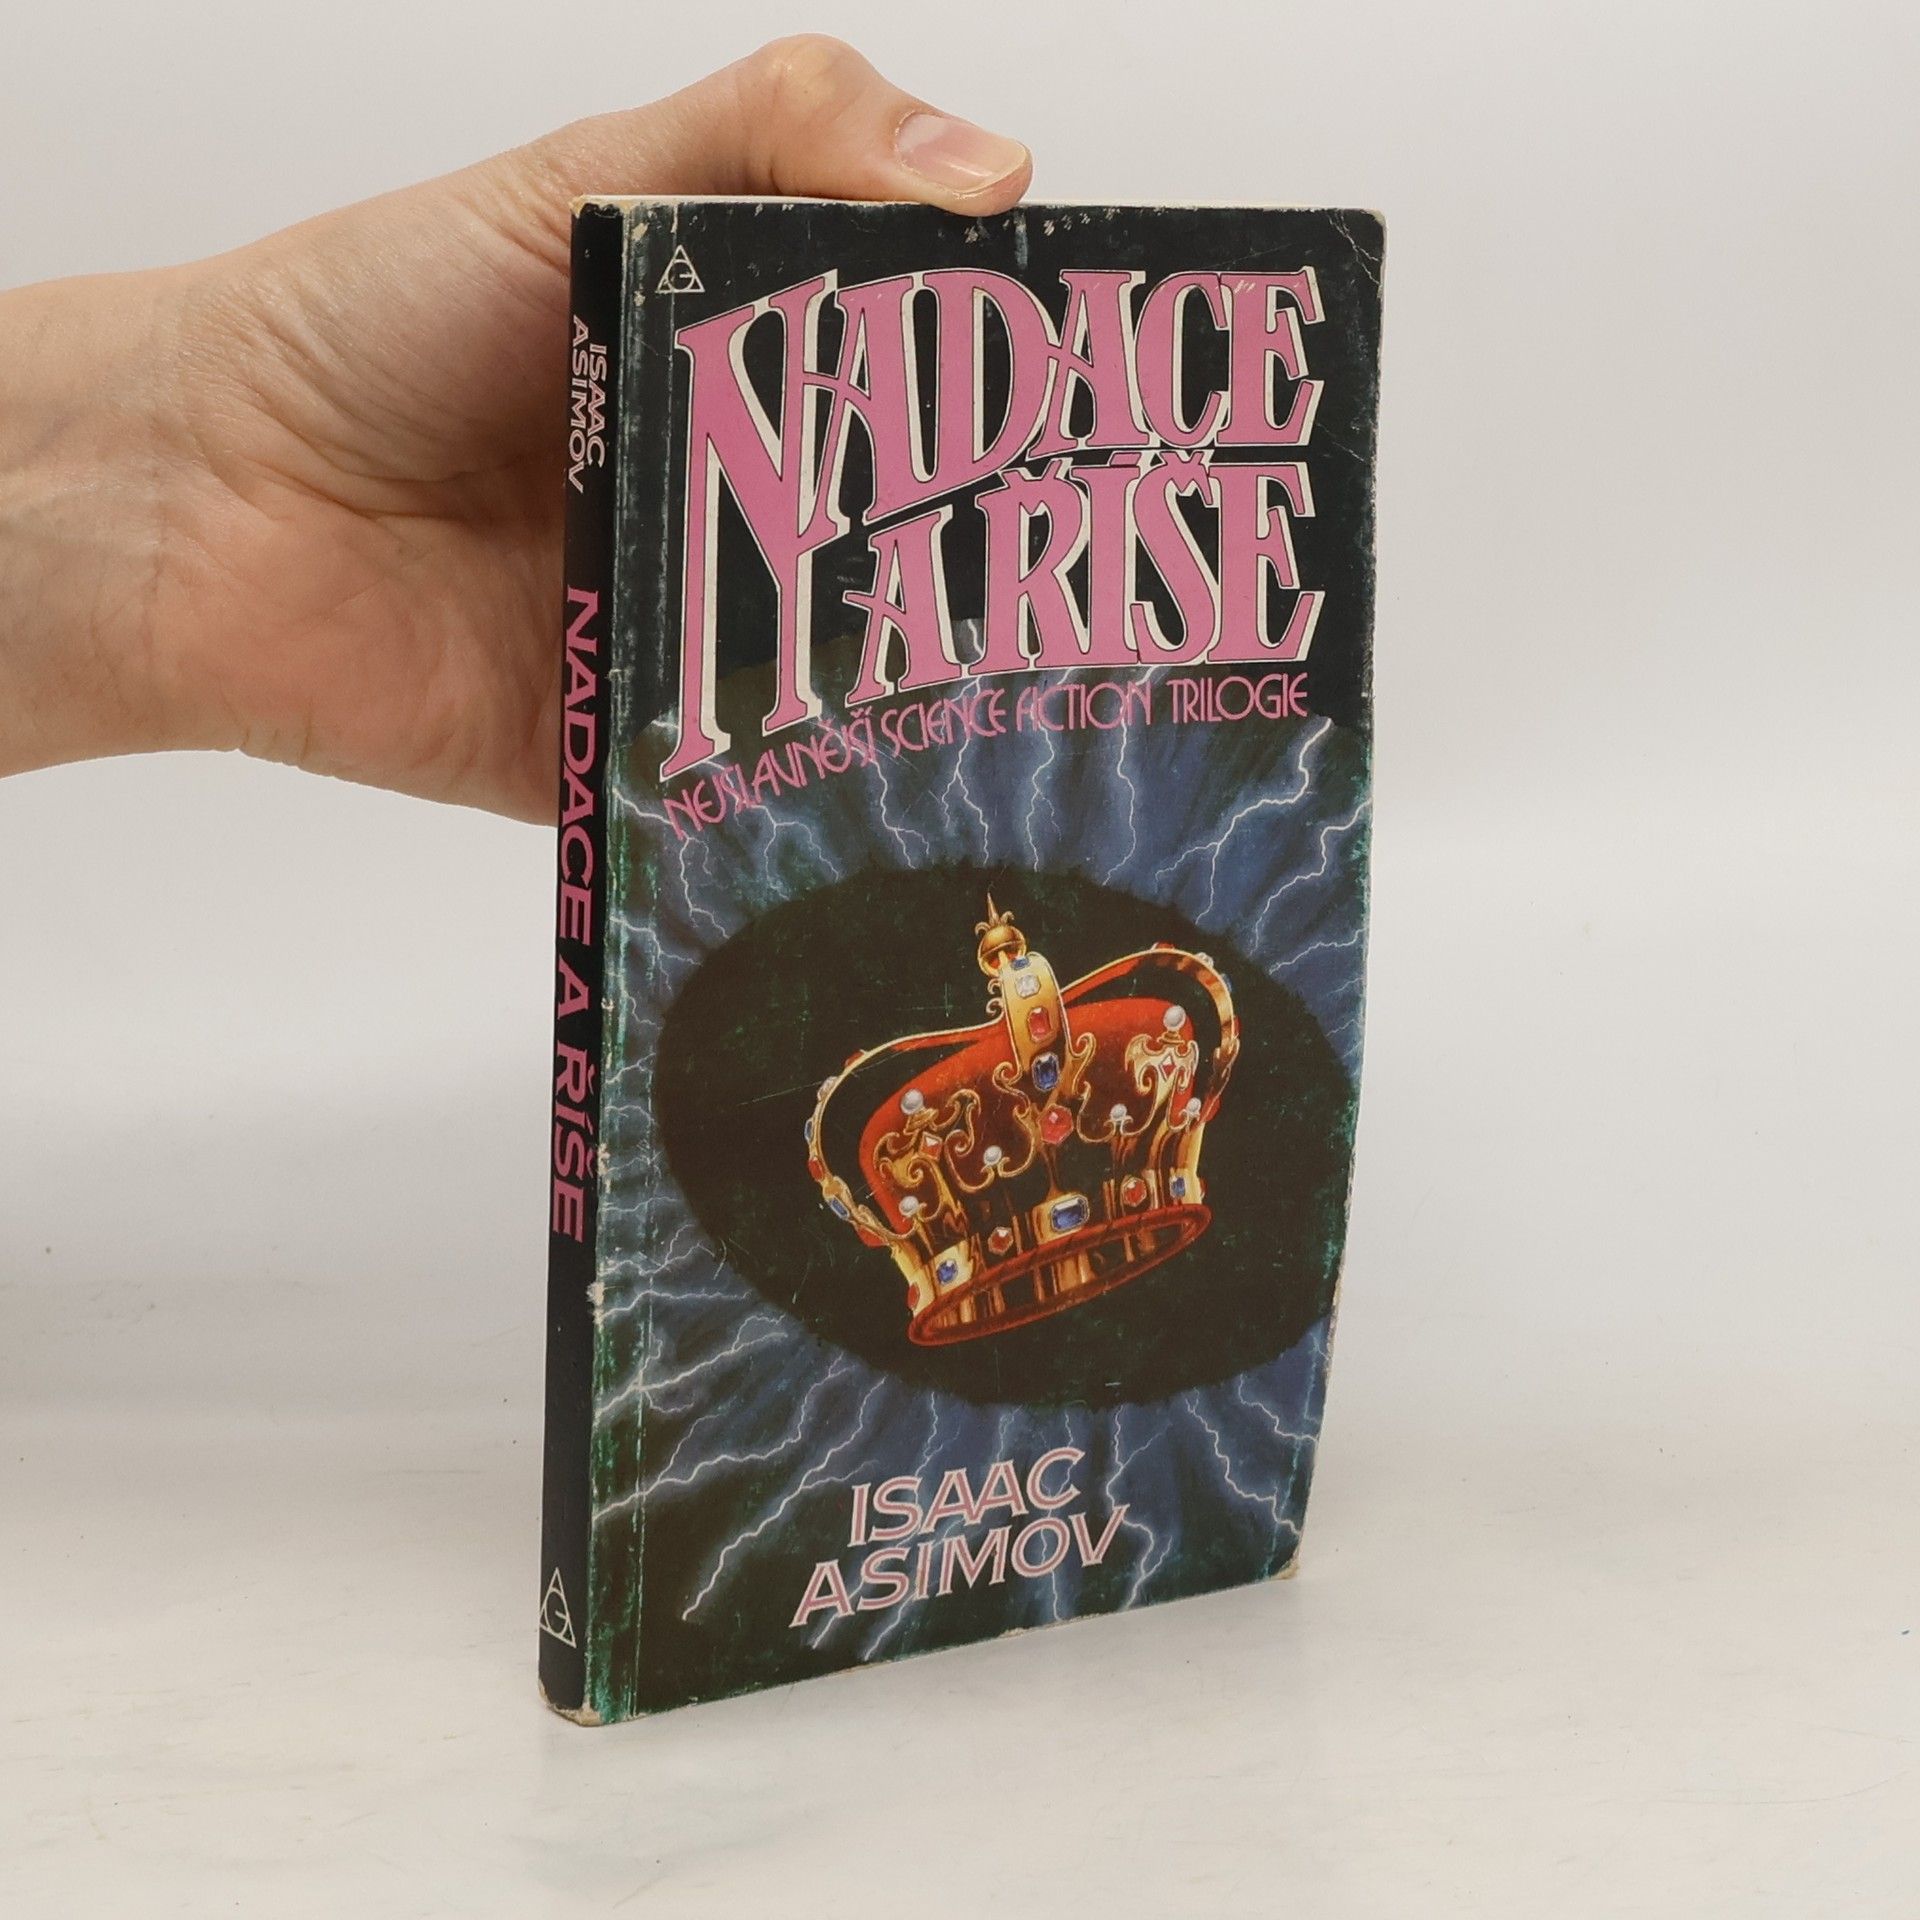 ISAAC
ASIMOV
NADACE A ŘÍŠE
NADACE
A ŘÍŠE
NEJSLAVNĚJŠÍ SCIENCE FICTION TRILOGIE
ISAAC
ASIMOV